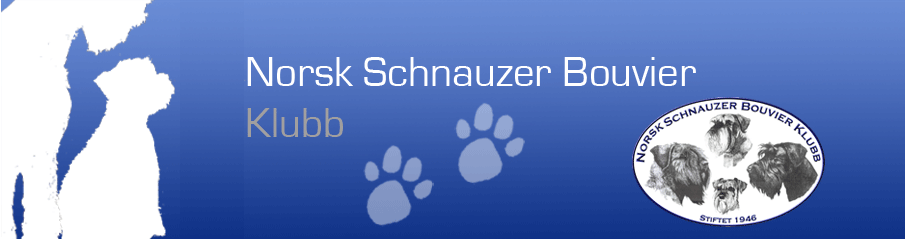 Norsk Schnauzer Bouvier
Klubb
NORSK SCHNAUZER BOUVIER KLUBB
STIFTET 1946